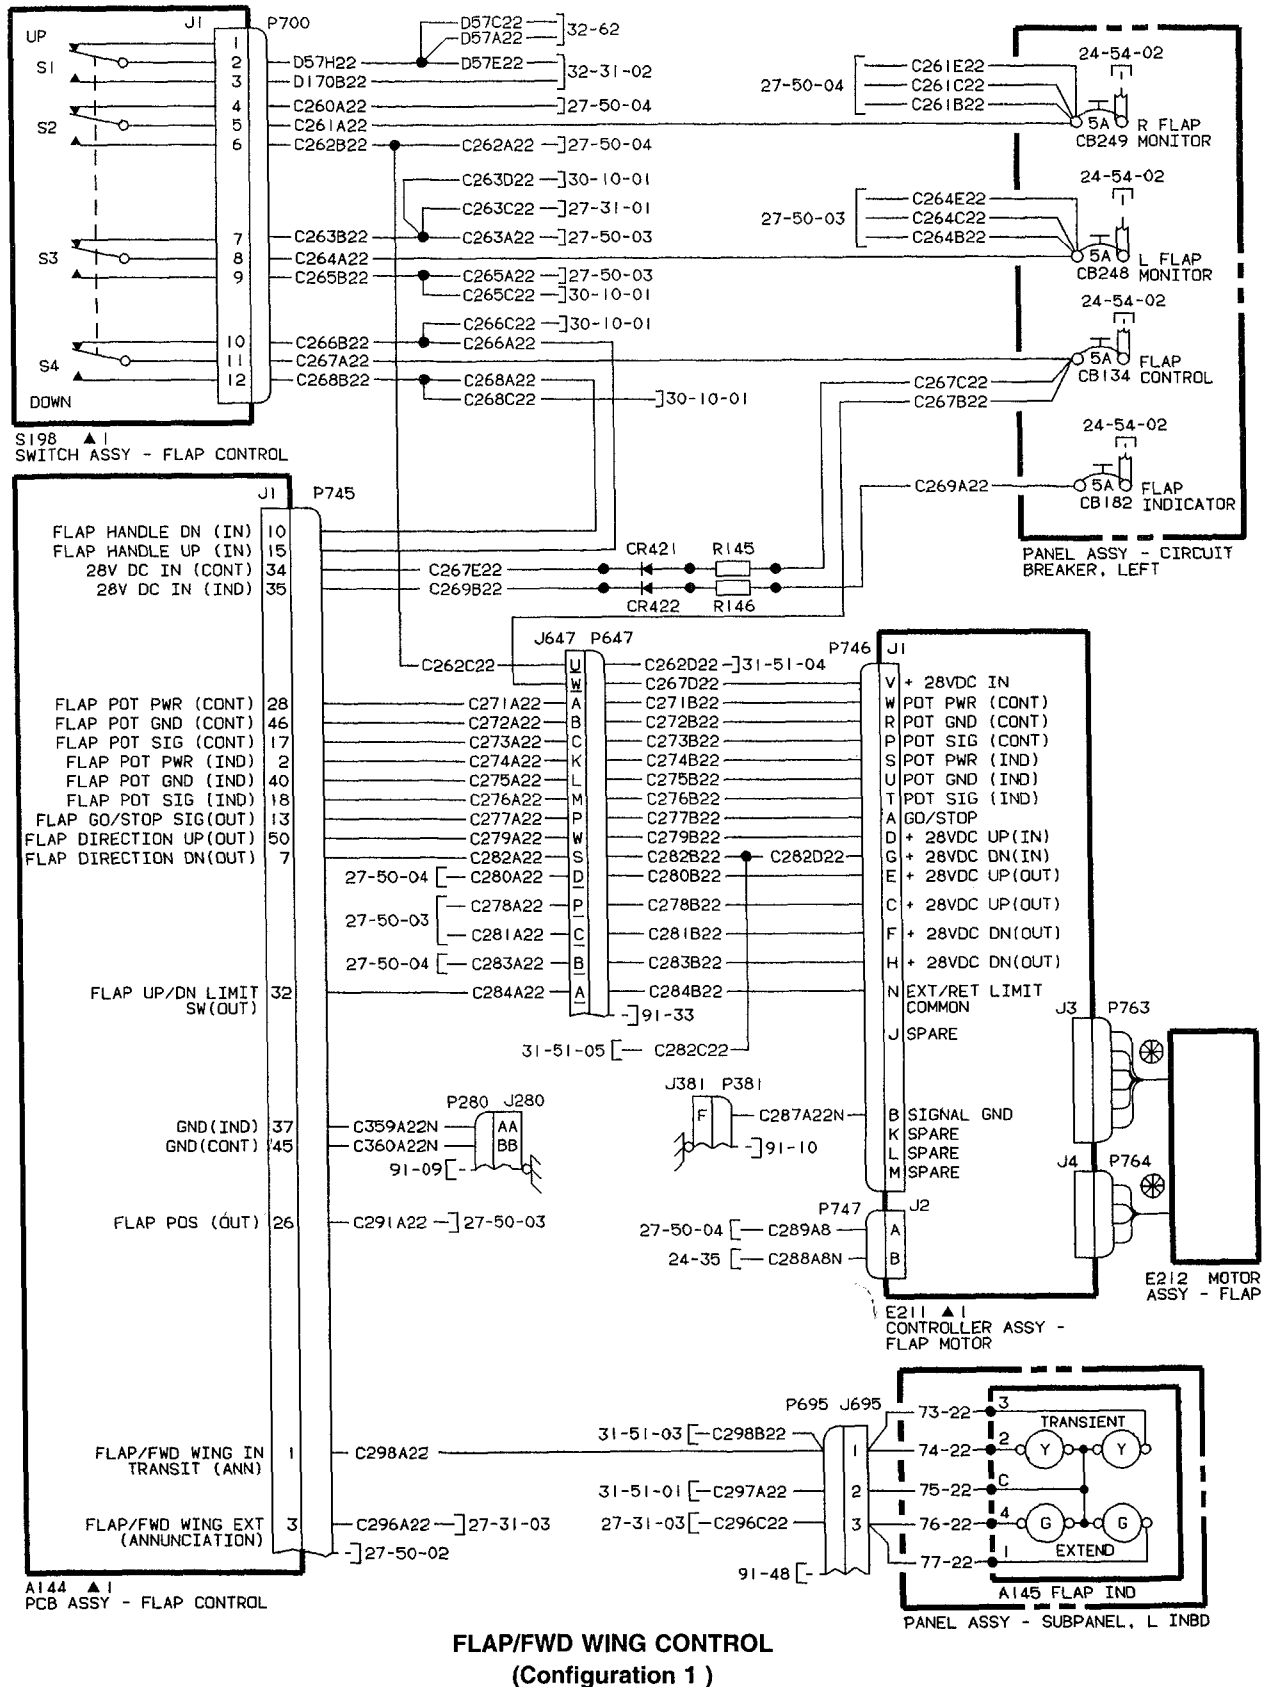 UP
J1 P700
S1
S2
S3
S4
DOWN
1
2
3
4
5
6
7
8
9
10
11
12
D57H22
D170B22
C260A22
C261A22
C262B22
C263B22
C264A22
C265B22
C266B22
C267A22
C268B22
D57C22
D57A22
32-62
D57E22
32-31-02
27-50-04
C262A22 27-50-04
C263D22 30-10-01
C263C22 27-31-01
C263A22 27-50-03
C265A22 27-50-03
C265C22 30-10-01
C266C22 30-10-01
C266A22
C268A22
C268C22 30-10-01
27-50-04
C261E22
C261C22
C261B22
27-50-03
C264E22
C264C22
C264B22
C267C22
C267B22
C269A22
24-54-02
5A R FLAP
CB249 MONITOR
24-54-02
5A L FLAP
CB248 MONITOR
24-54-02
5A FLAP
CB134 CONTROL
24-54-02
5A FLAP
CB182 INDICATOR
PANEL ASSY - CIRCUIT
BREAKER, LEFT
S198 ▲ 1
SWITCH ASSY - FLAP CONTROL
J1 P745
FLAP HANDLE DN (IN) 10
FLAP HANDLE UP (IN) 15
28V DC IN (CONT) 34 C267E22
28V DC IN (IND) 35 C269B22
CR421 R145
CR422 R146
J647 P647
P746 J1
C262C22 U C262D22 31-51-04
W C267D22 V + 28VDC IN
FLAP POT PWR (CONT) 28 C271A22 A C271B22 W POT PWR (CONT)
FLAP POT GND (CONT) 46 C272A22 B C272B22 R POT GND (CONT)
FLAP POT SIG (CONT) 17 C273A22 C C273B22 P POT SIG (CONT)
FLAP POT PWR (IND) 2 C274A22 K C274B22 S POT PWR (IND)
FLAP POT GND (IND) 40 C275A22 L C275B22 U POT GND (IND)
FLAP POT SIG (IND) 18 C276A22 M C276B22 T POT SIG (IND)
FLAP GO/STOP SIG(OUT) 13 C277A22 P C277B22 A GO/STOP
FLAP DIRECTION UP(OUT) 50 C279A22 W C279B22 D + 28VDC UP(IN)
FLAP DIRECTION DN(OUT) 7 C282A22 S C282B22 C282D22 G + 28VDC DN(IN)
27-50-04 C280A22 D C280B22 E + 28VDC UP(OUT)
27-50-03
C278A22 P C278B22 C + 28VDC UP(OUT)
C281A22 C C281B22 F + 28VDC DN(OUT)
27-50-04 C283A22 B C283B22 H + 28VDC DN(OUT)
FLAP UP/DN LIMIT 32 C284A22 A C284B22 N EXT/RET LIMIT
SW(OUT)
COMMON
91-33
J SPARE
31-51-05 C282C22
J3 P763
J381 P381
F C287A22N B SIGNAL GND
91-10
K SPARE
L SPARE
M SPARE
J4 P764
P280 J280
GND(IND) 37 C359A22N AA
GND(CONT) 45 C360A22N BB
91-09
FLAP POS (OUT) 26 C291A22 27-50-03
P747 J2
27-50-04 C289A8 A
24-35 C288A8N B
E212 MOTOR
ASSY - FLAP
E211 ▲ 1
CONTROLLER ASSY -
FLAP MOTOR
P695 J695
31-51-03 C298B22
FLAP/FWD WING IN 1 C298A22 1
TRANSIT (ANN)
31-51-01 C297A22 2
FLAP/FWD WING EXT 3 C296A22 27-31-03
(ANNUNCIATION)
27-31-03 C296C22 3
27-50-02
91-48
73-22 3
TRANSIENT
74-22 2 Y Y
75-22 C
76-22 4 G G
EXTEND
77-22 1
A145 FLAP IND
PANEL ASSY - SUBPANEL, L INBD
A144 ▲ 1
PCB ASSY - FLAP CONTROL
FLAP/FWD WING CONTROL
(Configuration 1 )